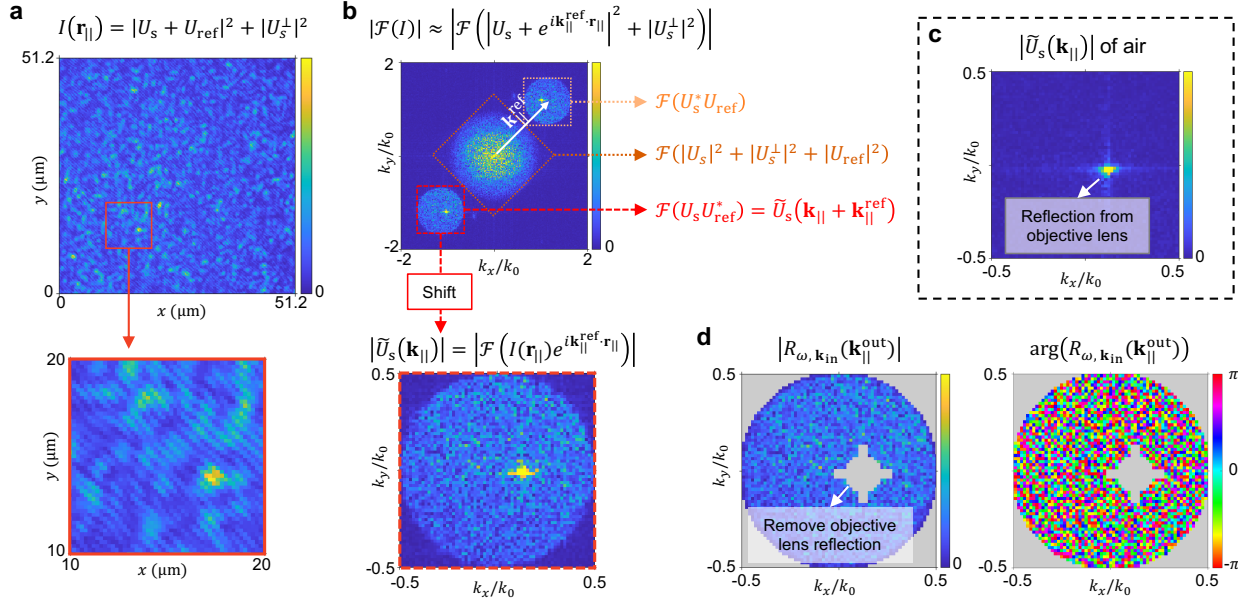 a
I(𝐫||) = |Us + Uref|² + |Us⊥|²
51.2
y (μm)
0
0
51.2
x (μm)
0
20
y (μm)
10
10
20
x (μm)
b
|ℱ(I)| ≈ |ℱ(|Us + e^{i𝐤||^ref·𝐫||}|² + |Us⊥|²)|
2
ky/k0
-2
-2
2
kx/k0
0
𝐤||^ref
ℱ(Us*Uref)
ℱ(|Us|² + |Us⊥|² + |Uref|²)
ℱ(UsUref*) = Ũs(𝐤|| + 𝐤||^ref)
Shift
|Ũs(𝐤||)| = |ℱ(I(𝐫||)e^{i𝐤||^ref·𝐫||})|
0.5
ky/k0
-0.5
-0.5
0.5
kx/k0
c
|Ũs(𝐤||)| of air
0.5
ky/k0
Reflection from
objective lens
-0.5
-0.5
0.5
kx/k0
0
d
|Rω,𝐤in(𝐤||^out)|
0.5
ky/k0
Remove objective
lens reflection
-0.5
-0.5
0.5
kx/k0
0
arg(Rω,𝐤in(𝐤||^out))
0.5
ky/k0
-0.5
-0.5
0.5
kx/k0
π
0
-π